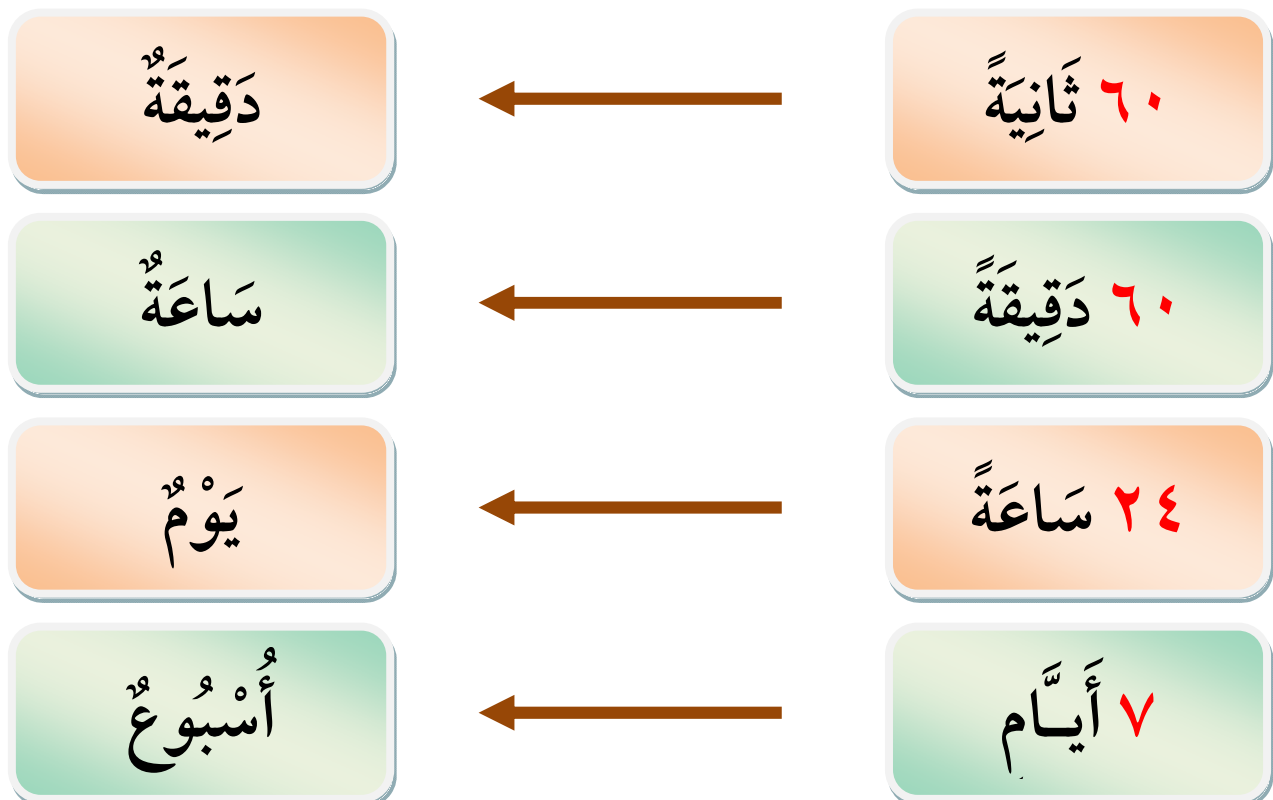 ٦٠ ثَانِيَةً
دَقِيقَةٌ
٦٠ دَقِيقَةً
سَاعَةٌ
٢٤ سَاعَةً
يَوْمٌ
٧ أَيـَّامٍ
أُسْبُوعٌ